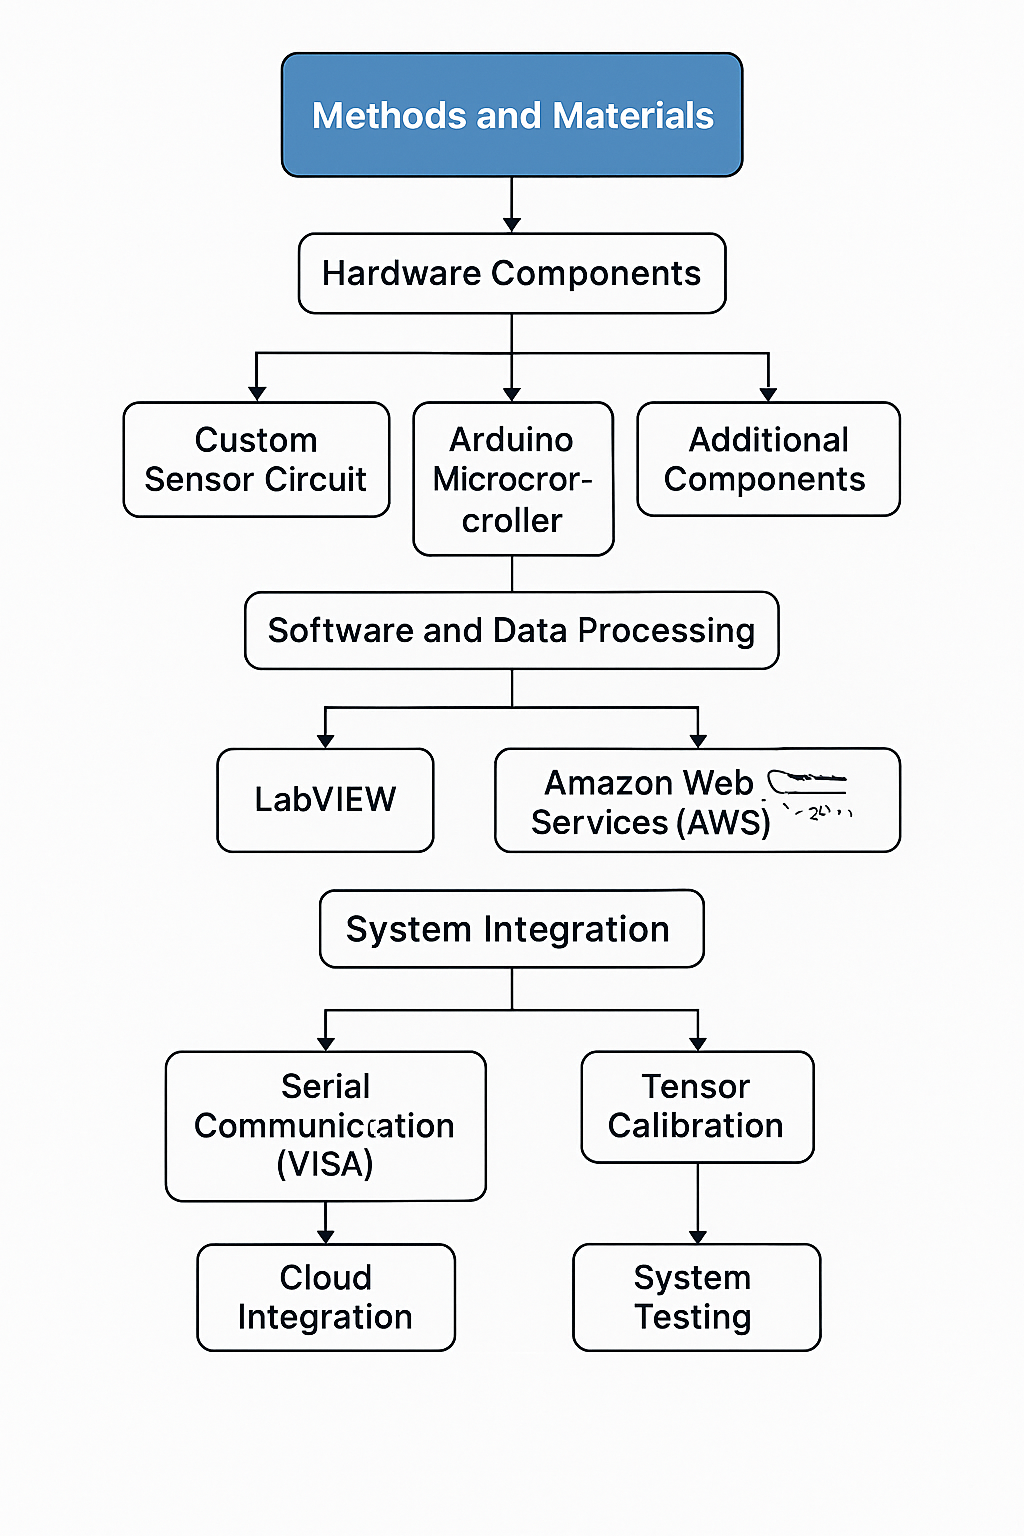 Methods and Materials
Hardware Components
Custom
Sensor Circuit
Arduino
Microcror-
croller
Additional
Components
Software and Data Processing
LabVIEW
Amazon Web
Services (AWS)
System Integration
Serial
Communication
(VISA)
Tensor
Calibration
Cloud
Integration
System
Testing